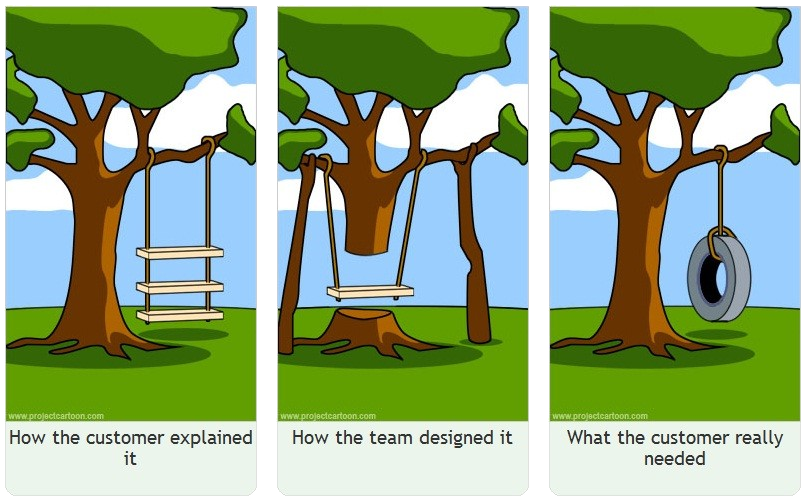 www.projectcartoon.com
How the customer explained
it
www.projectcartoon.com
How the team designed it
www.projectcartoon.com
What the customer really
needed